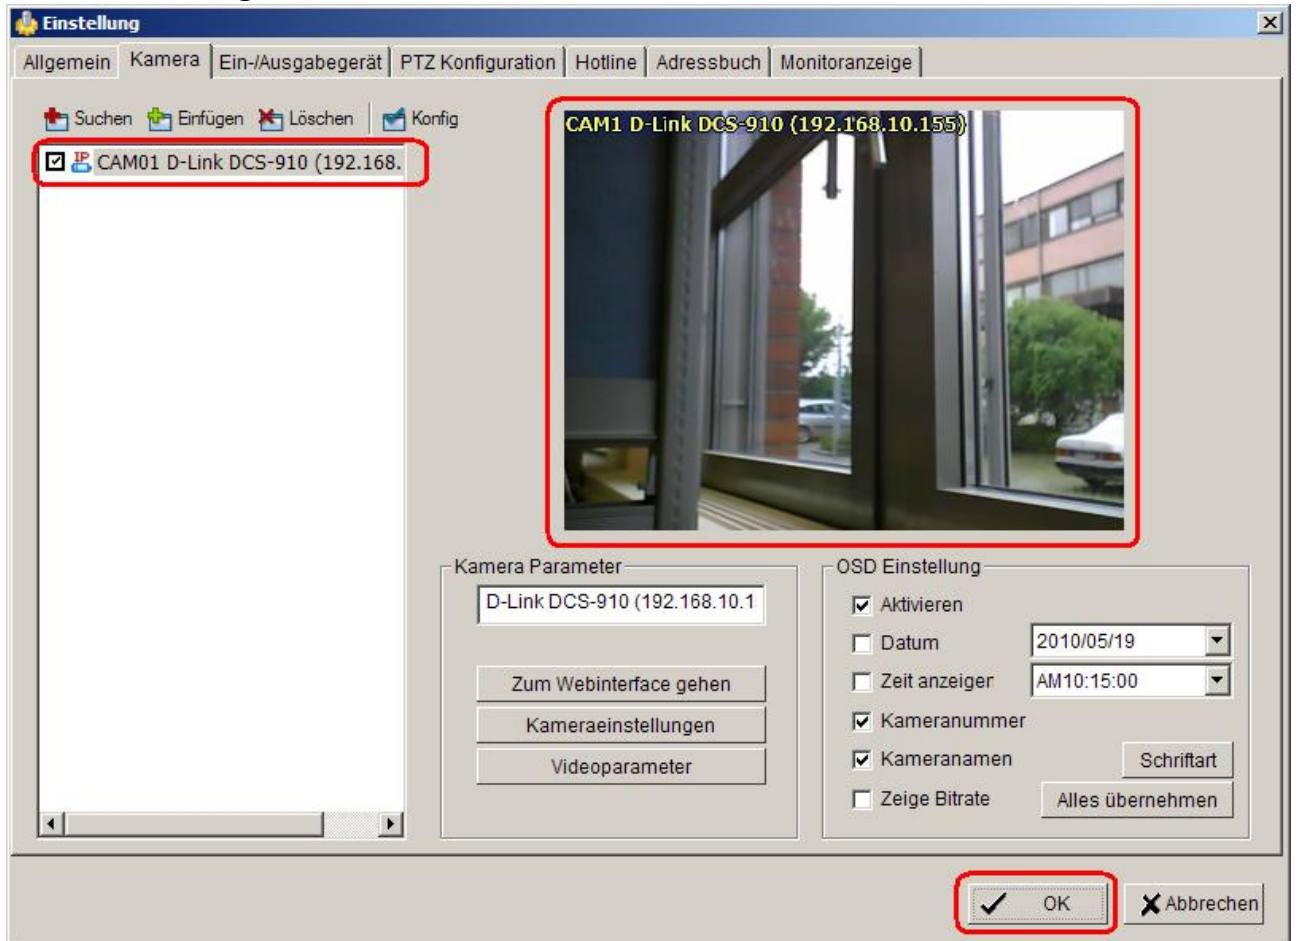 Einstellung
Allgemein Kamera Ein-/Ausgabegerät PTZ Konfiguration Hotline Adressbuch Monitoranzeige
Suchen Einfügen Löschen Konfig
IP CAM01 D-Link DCS-910 (192.168.
CAM1 D-Link DCS-910 (192.168.10.155)
Kamera Parameter
D-Link DCS-910 (192.168.10.1
Zum Webinterface gehen
Kameraeinstellungen
Videoparameter
OSD Einstellung
Aktivieren
Datum 2010/05/19
Zeit anzeiger AM10:15:00
Kameranummer
Kameranamen Schriftart
Zeige Bitrate Alles übernehmen
OK Abbrechen